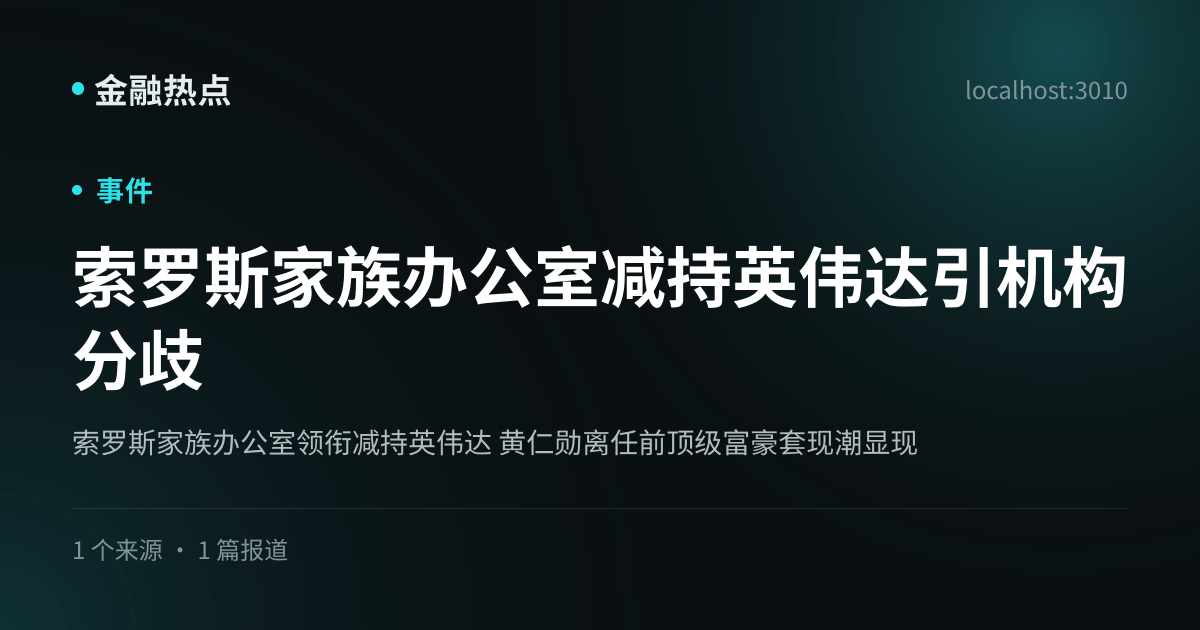 金融热点
localhost:3010
事件
索罗斯家族办公室减持英伟达引机构
分歧
索罗斯家族办公室领衔减持英伟达 黄仁勋离任前顶级富豪套现潮显现
1 个来源 · 1 篇报道